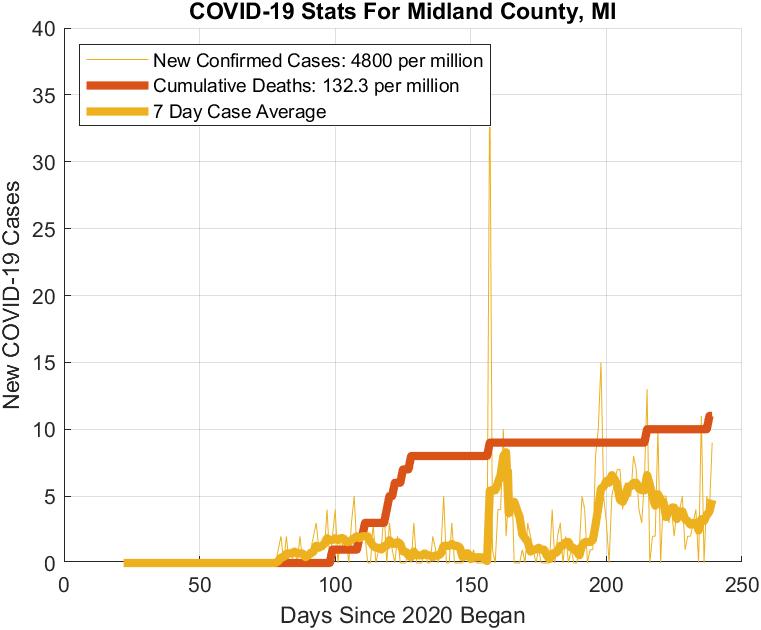 COVID-19 Stats For Midland County, MI
New Confirmed Cases: 4800 per million
Cumulative Deaths: 132.3 per million
7 Day Case Average
New COVID-19 Cases
40
35
30
25
20
15
10
5
0
0 50 100 150 200 250
Days Since 2020 Began